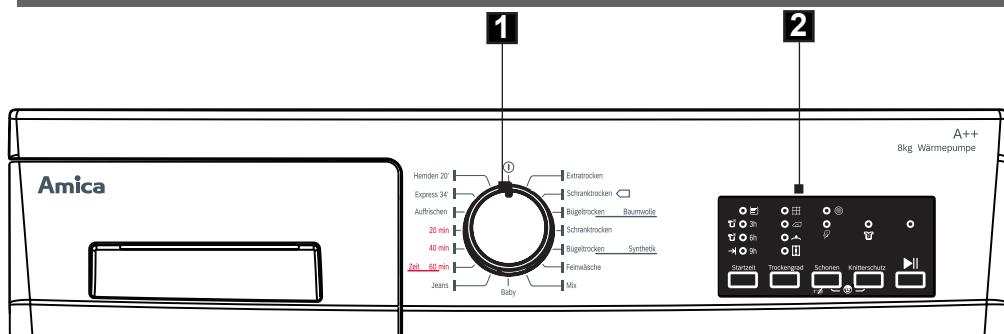 1
2
A++
8kg Wärmepumpe
Amica
Hemden 20'
Express 34'
Auffrischen
20 min
40 min
Zeit 60 min
Jeans
Baby
Extratrocken
Schranktrocken
Bügeltrocken Baumwolle
Schranktrocken
Bügeltrocken Synthetik
Feinwäsche
Mix
3h
6h
9h
Startzeit Trockengrad Schonen Knitterschutz